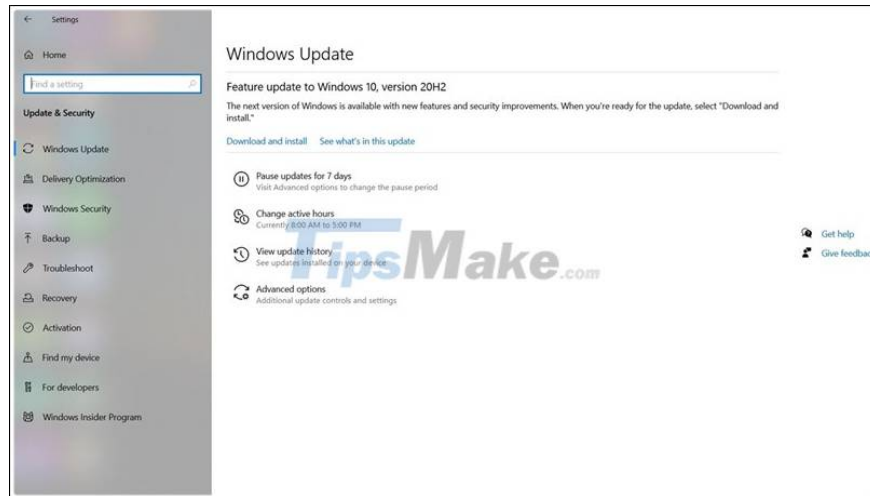 Settings
Home
Find a setting
Update & Security
Windows Update
Delivery Optimization
Windows Security
Backup
Troubleshoot
Recovery
Activation
Find my device
For developers
Windows Insider Program
Windows Update
Feature update to Windows 10, version 20H2
The next version of Windows is available with new features and security improvements. When you're ready for the update, select "Download and
install."
Download and install See what's in this update
Pause updates for 7 days
Visit Advanced options to change the pause period
Change active hours
Currently 8:00 AM to 5:00 PM
View update history
See updates installed on your device
Advanced options
Additional update controls and settings
TipsMake.com
Get help
Give feedbac